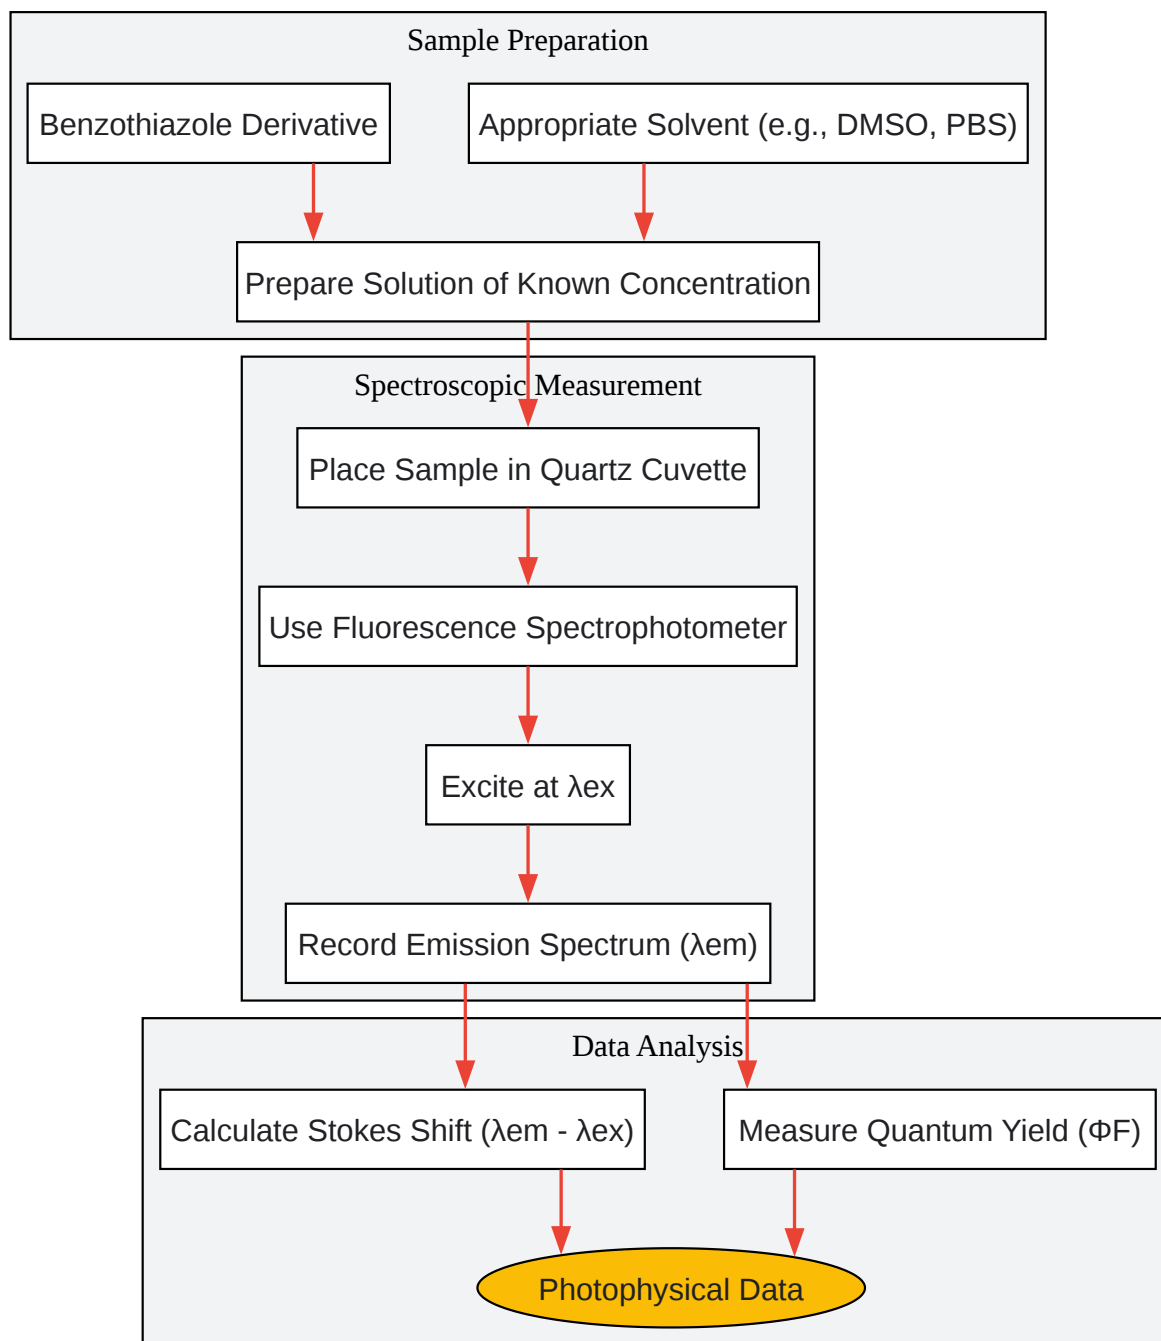 Sample Preparation
Benzothiazole Derivative
Appropriate Solvent (e.g., DMSO, PBS)
Prepare Solution of Known Concentration
Spectroscopic Measurement
Place Sample in Quartz Cuvette
Use Fluorescence Spectrophotometer
Excite at λex
Record Emission Spectrum (λem)
Data Analysis
Calculate Stokes Shift (λem - λex)
Measure Quantum Yield (ΦF)
Photophysical Data